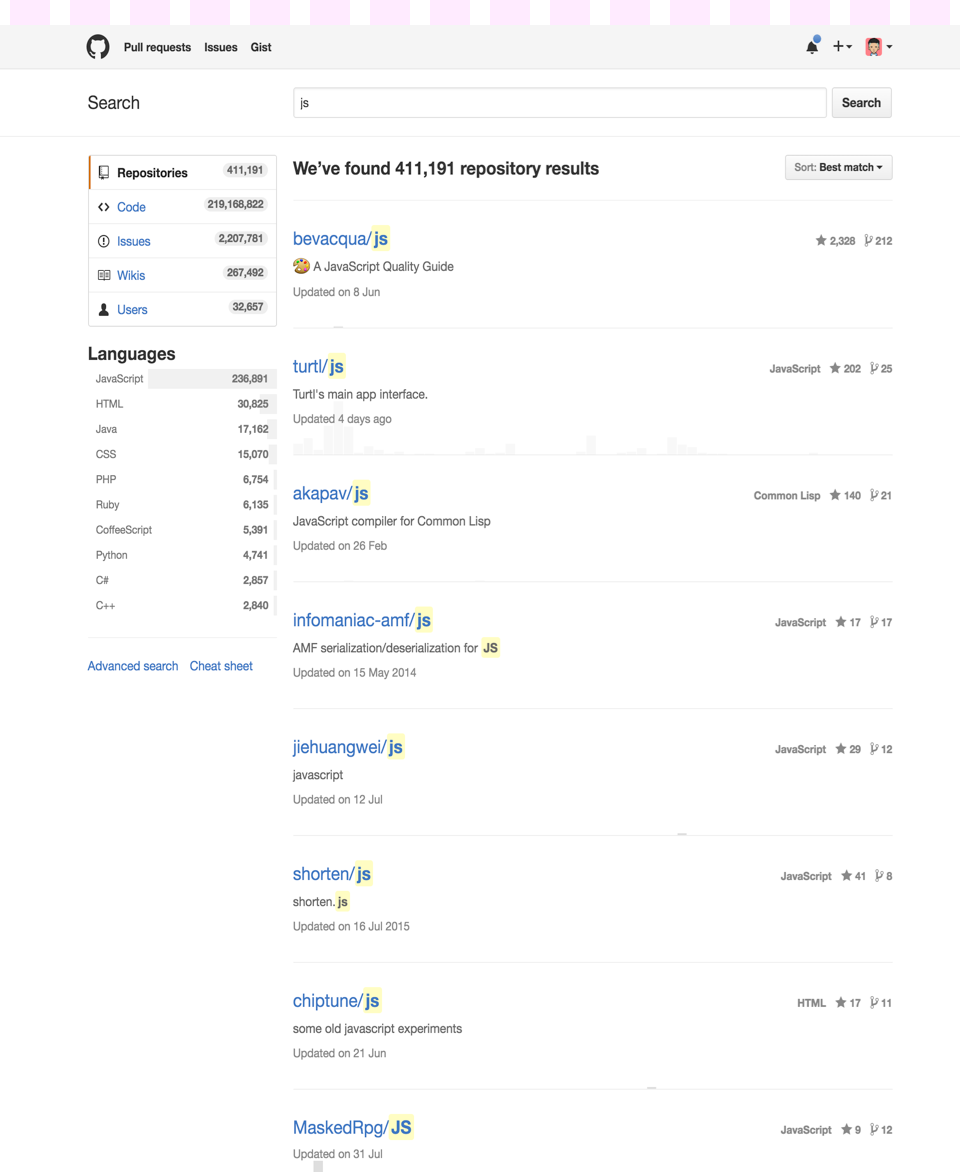 Pull requests Issues Gist
Search js Search
Repositories 411,191
Code 219,168,822
Issues 2,207,781
Wikis 267,492
Users 32,657
Languages
JavaScript 236,891
HTML 30,825
Java 17,162
CSS 15,070
PHP 6,754
Ruby 6,135
CoffeeScript 5,391
Python 4,741
C# 2,857
C++ 2,840
Advanced search Cheat sheet
We’ve found 411,191 repository results
Sort: Best match
bevacqua/js 2,328 212
A JavaScript Quality Guide
Updated on 8 Jun
turtl/js JavaScript 202 25
Turtl's main app interface.
Updated 4 days ago
akapav/js Common Lisp 140 21
JavaScript compiler for Common Lisp
Updated on 26 Feb
infomaniac-amf/js JavaScript 17 17
AMF serialization/deserialization for JS
Updated on 15 May 2014
jiehuangwei/js JavaScript 29 12
javascript
Updated on 12 Jul
shorten/js JavaScript 41 8
shorten.js
Updated on 16 Jul 2015
chiptune/js HTML 17 11
some old javascript experiments
Updated on 21 Jun
MaskedRpg/JS JavaScript 9 12
Updated on 31 Jul